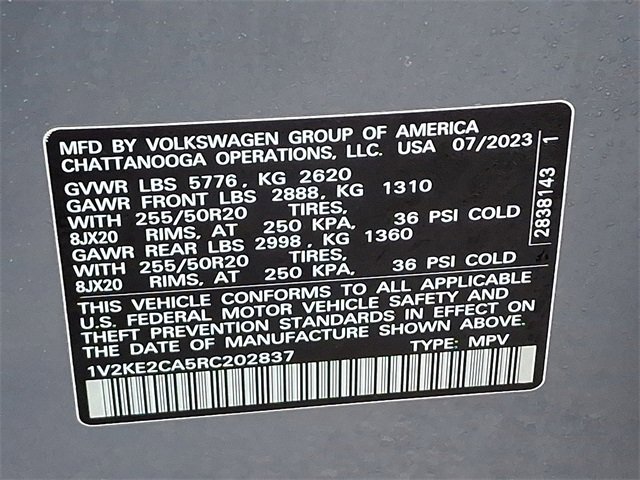 MFD BY VOLKSWAGEN GROUP OF AMERICA
CHATTANOOGA OPERATIONS, LLC. USA 07/2023
GVWR LBS 5776, KG 2620
GAWR FRONT LBS 2888, KG 1310
WITH 255/50R20 TIRES,
8JX20 RIMS, AT 250 KPA, 36 PSI COLD
GAWR REAR LBS 2998, KG 1360
WITH 255/50R20 TIRES,
8JX20 RIMS, AT 250 KPA, 36 PSI COLD
THIS VEHICLE CONFORMS TO ALL APPLICABLE
U.S. FEDERAL MOTOR VEHICLE SAFETY AND
THEFT PREVENTION STANDARDS IN EFFECT ON
THE DATE OF MANUFACTURE SHOWN ABOVE.
1V2KE2CA5RC202837 TYPE: MPV
2838143 1